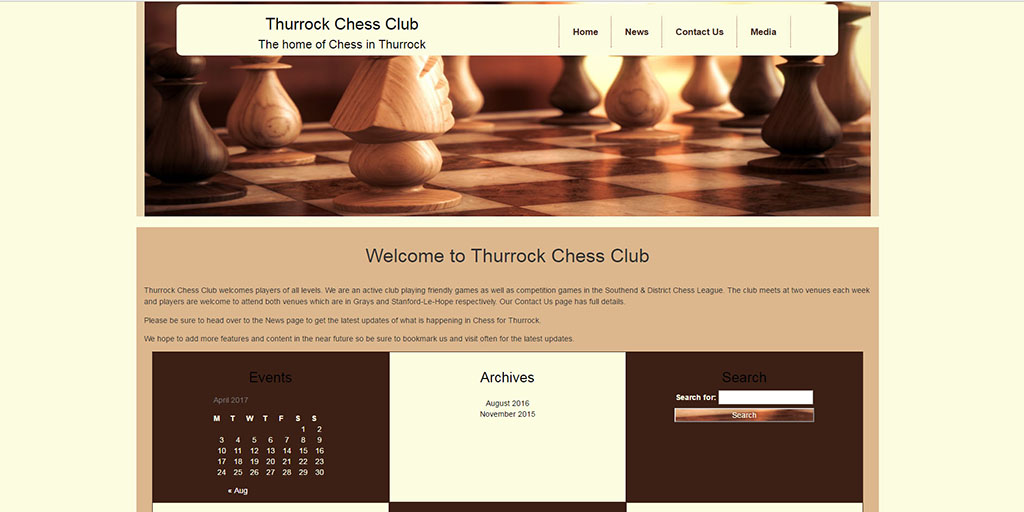 Thurrock Chess Club
The home of Chess in Thurrock
Home News Contact Us Media
Welcome to Thurrock Chess Club
Thurrock Chess Club welcomes players of all levels. We are an active club playing friendly games as well as competition games in the Southend & District Chess League. The club meets at two venues each week
and players are welcome to attend both venues which are in Grays and Stanford-Le-Hope respectively. Our Contact Us page has full details.
Please be sure to head over to the News page to get the latest updates of what is happening in Chess for Thurrock.
We hope to add more features and content in the near future so be sure to bookmark us and visit often for the latest updates.
Events
April 2017
M T W T F S S
1 2
3 4 5 6 7 8 9
10 11 12 13 14 15 16
17 18 19 20 21 22 23
24 25 26 27 28 29 30
« Aug
Archives
August 2016
November 2015
Search
Search for:
Search